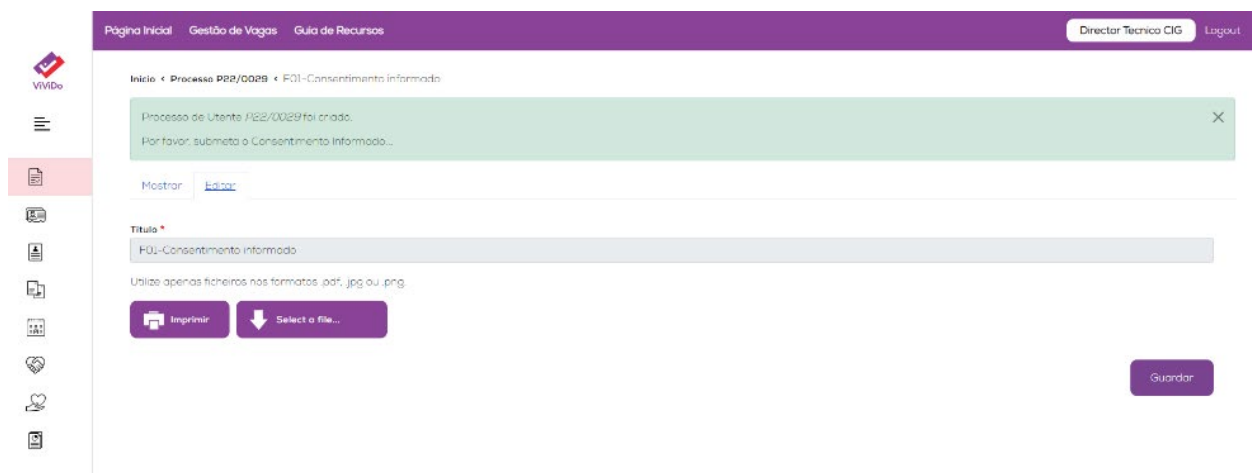 Página Inicial Gestão de Vagas Guia de Recursos Director Tecnico CIG Logout
ViViDo
Início < Processo P22/0029 < F01-Consentimento informado
Processo de Utente P22/0029 foi criado.
Por favor, submeta o Consentimento Informado...
Mostrar Editar
Título *
F01-Consentimento informado
Utilize apenas ficheiros nos formatos .pdf, .jpg ou .png.
Imprimir Select a file...
Guardar